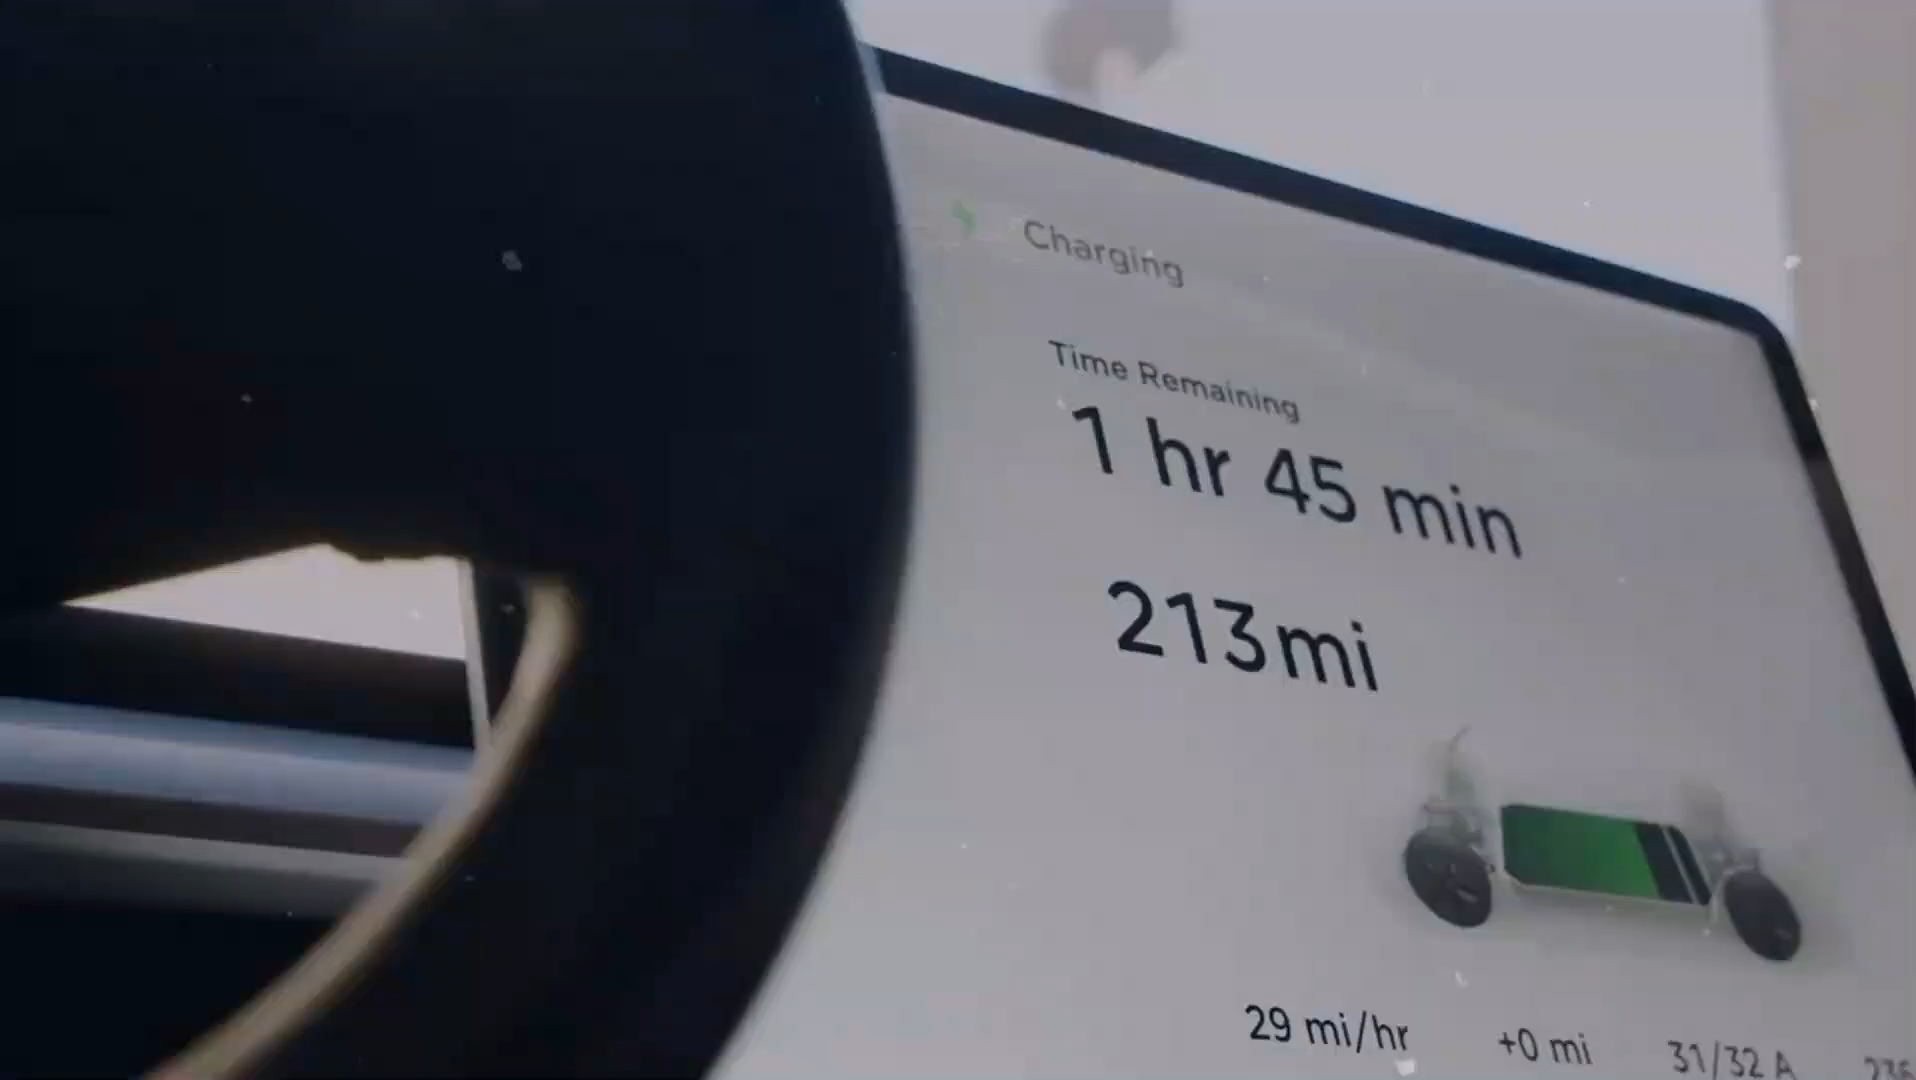 Charging
Time Remaining
1 hr 45 min
213 mi
29 mi/hr +0 mi 31/32 A